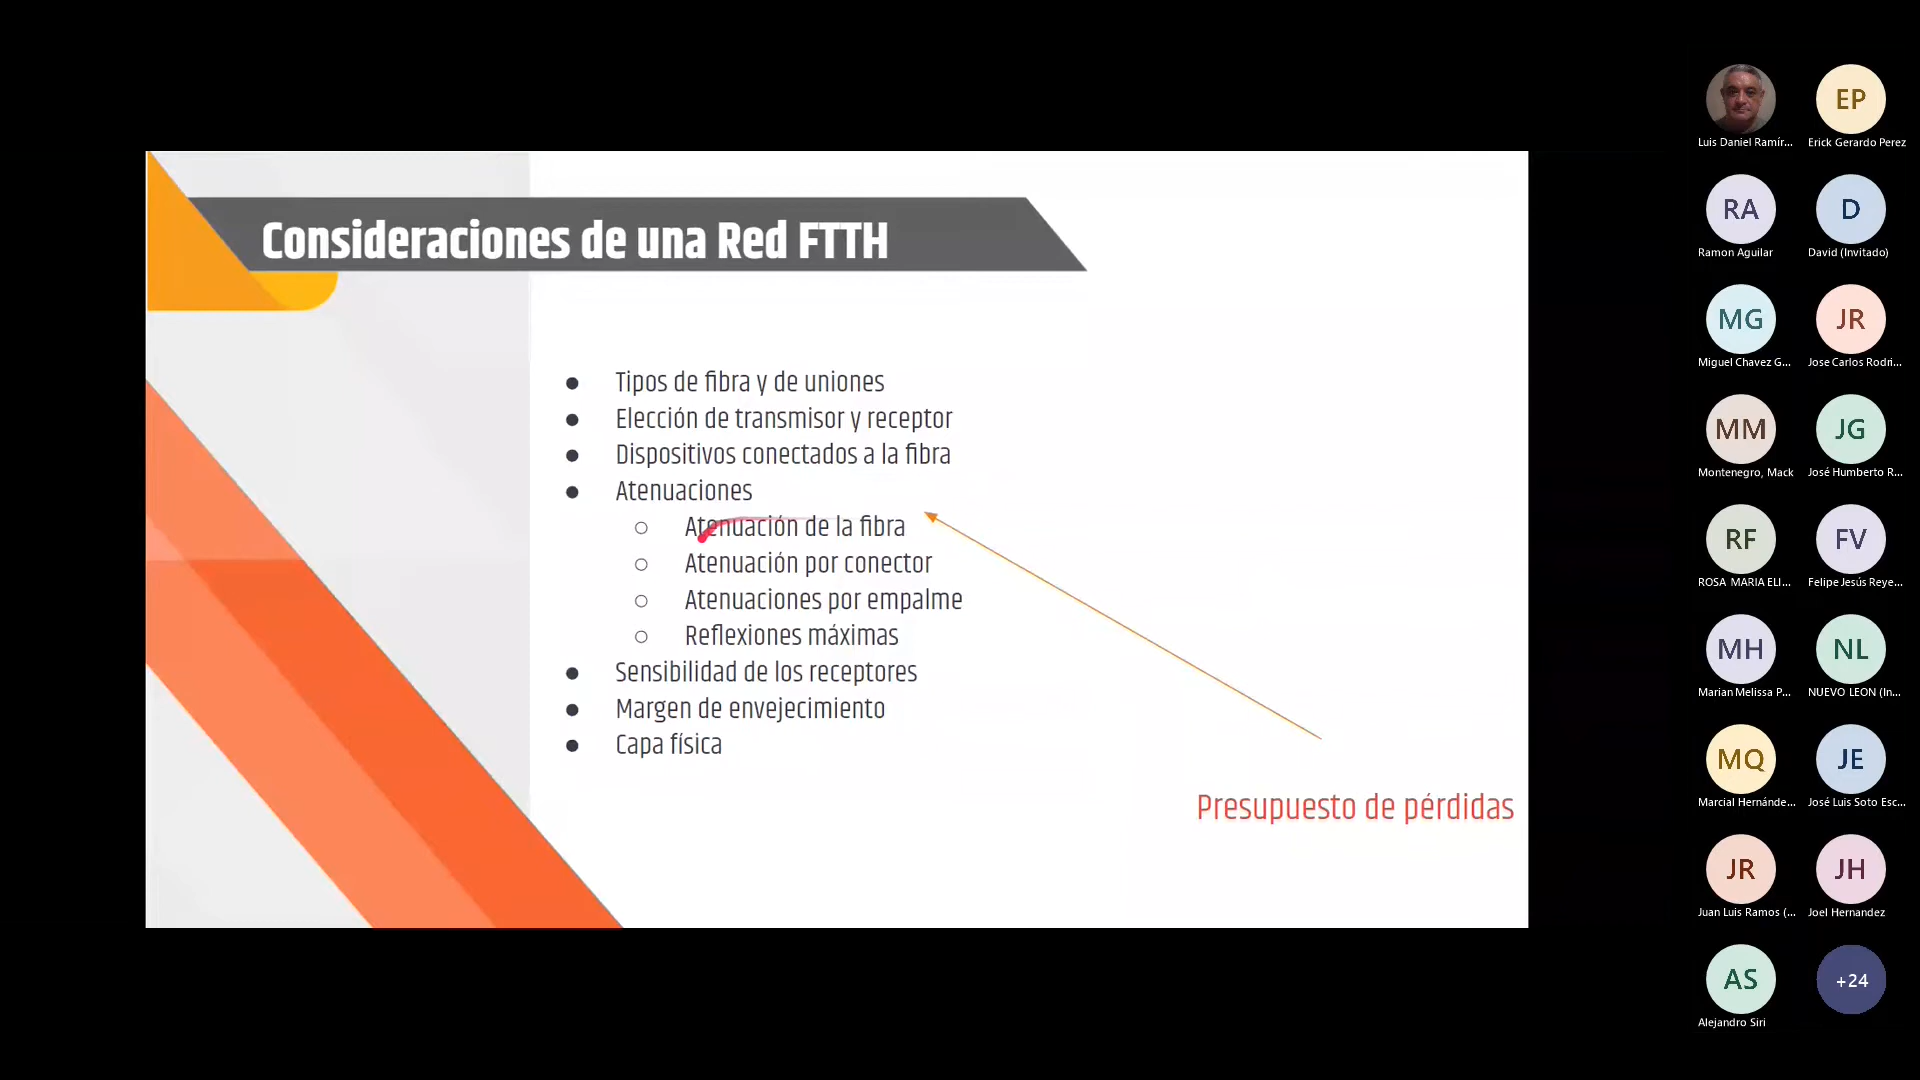 Consideraciones de una Red FTTH
● Tipos de fibra y de uniones
● Elección de transmisor y receptor
● Dispositivos conectados a la fibra
● Atenuaciones
○ Atenuación de la fibra
○ Atenuación por conector
○ Atenuaciones por empalme
○ Reflexiones máximas
● Sensibilidad de los receptores
● Margen de envejecimiento
● Capa física
Presupuesto de pérdidas
Luis Daniel Ramír...
EP
Erick Gerardo Perez
RA
Ramon Aguilar
D
David (Invitado)
MG
Miguel Chavez G...
JR
Jose Carlos Rodri...
MM
Montenegro, Mack
JG
José Humberto R...
RF
ROSA MARIA ELI...
FV
Felipe Jesús Reye...
MH
Marian Melissa P...
NL
NUEVO LEON (In...
MQ
Marcial Hernánde...
JE
José Luis Soto Esc...
JR
Juan Luis Ramos (...
JH
Joel Hernandez
AS
Alejandro Siri
+24